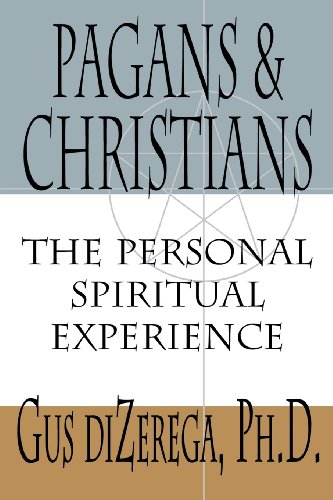 PAGANS &
CHRISTIANS
THE PERSONAL
SPIRITUAL
EXPERIENCE
GUS DIZEREGA, PH.D.